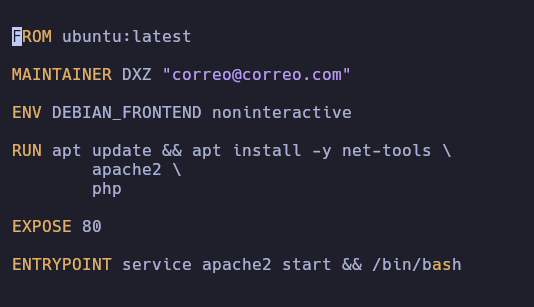 FROM ubuntu:latest
MAINTAINER DXZ "correo@correo.com"
ENV DEBIAN_FRONTEND noninteractive
RUN apt update && apt install -y net-tools \
apache2 \
php
EXPOSE 80
ENTRYPOINT service apache2 start && /bin/bash